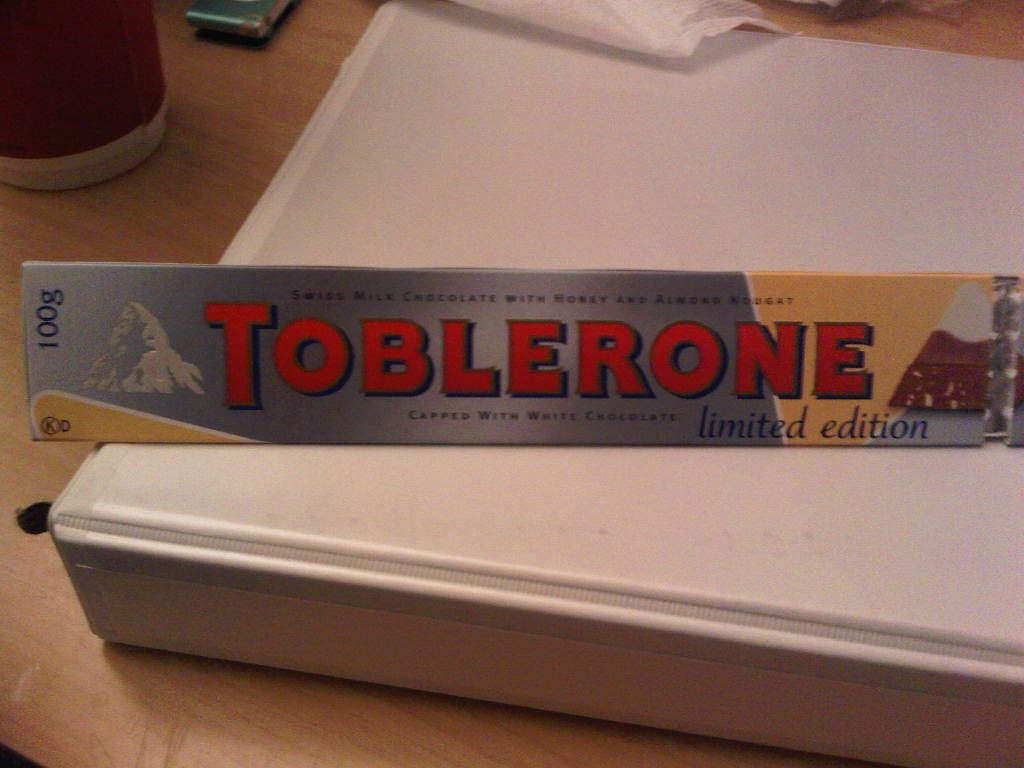 100g
SWISS MILK CHOCOLATE WITH HONEY AND ALMOND NOUGAT
TOBLERONE
CAPPED WITH WHITE CHOCOLATE
limited edition
K D